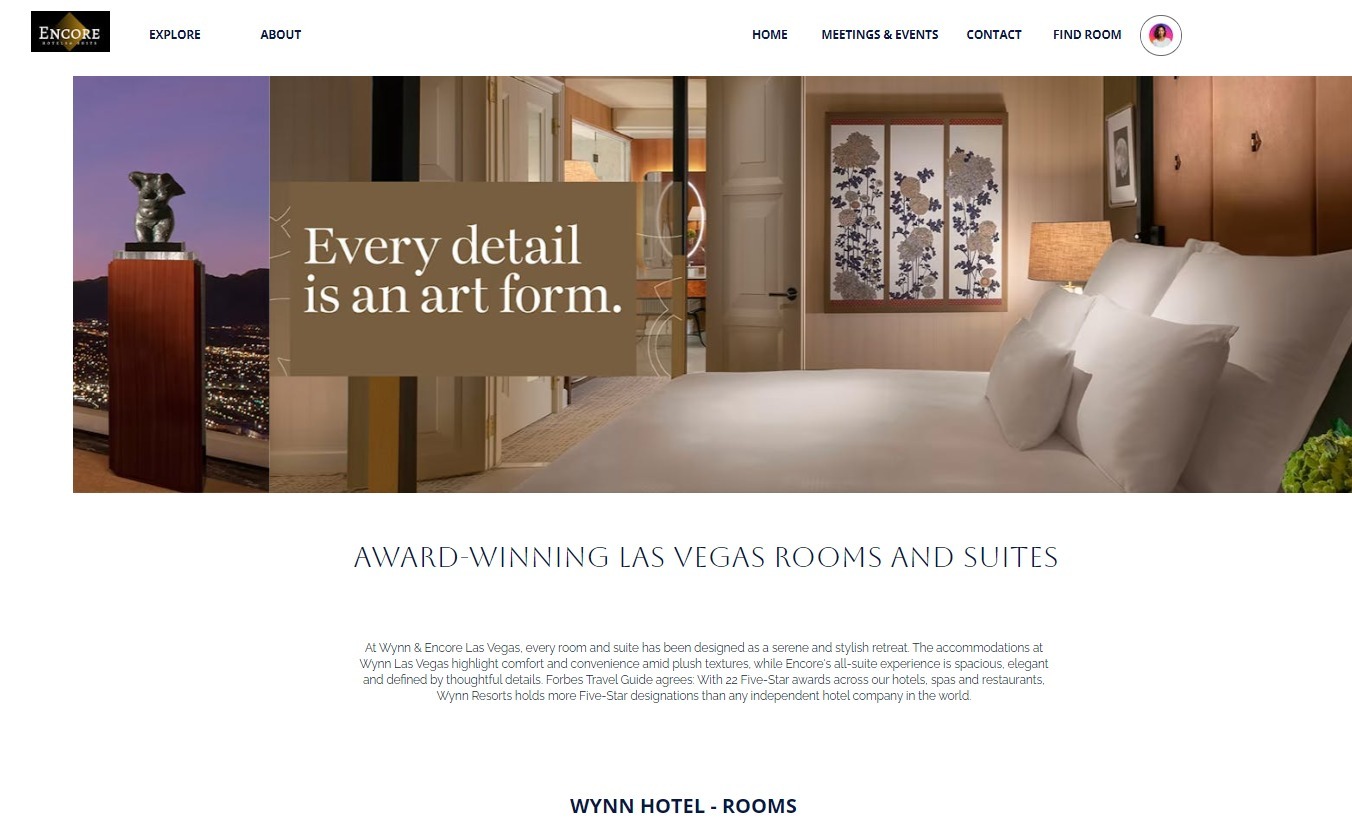 ENCORE
EXPLORE
ABOUT
HOME
MEETINGS & EVENTS
CONTACT
FIND ROOM
Every detail
is an art form.
AWARD-WINNING LAS VEGAS ROOMS AND SUITES
At Wynn & Encore Las Vegas, every room and suite has been designed as a serene and stylish retreat. The accommodations at
Wynn Las Vegas highlight comfort and convenience amid plush textures, while Encore's all-suite experience is spacious, elegant
and defined by thoughtful details. Forbes Travel Guide agrees: With 22 Five-Star awards across our hotels, spas and restaurants,
Wynn Resorts holds more Five-Star designations than any independent hotel company in the world.
WYNN HOTEL - ROOMS